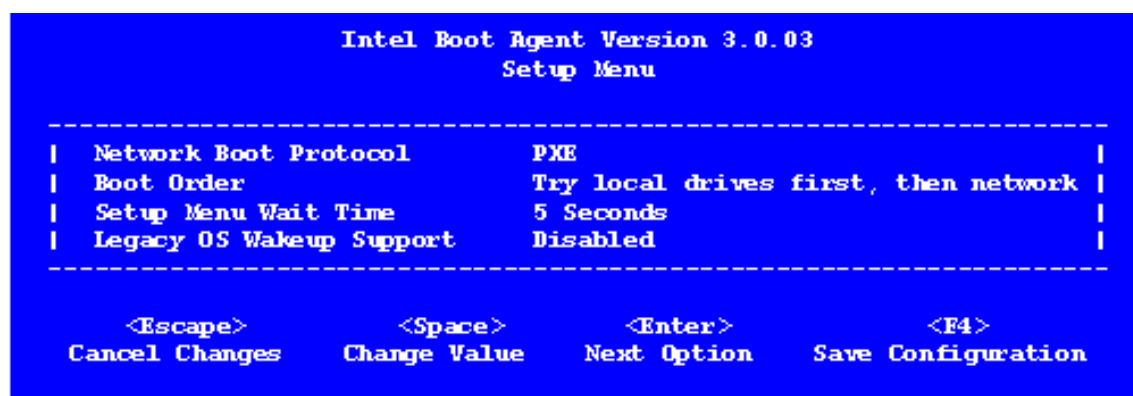 Intel Boot Agent Version 3.0.03
Setup Menu
Network Boot Protocol PXE
Boot Order Try local drives first, then network
Setup Menu Wait Time 5 Seconds
Legacy OS Wakeup Support Disabled
<Escape> <Space> <Enter> <F4>
Cancel Changes Change Value Next Option Save Configuration